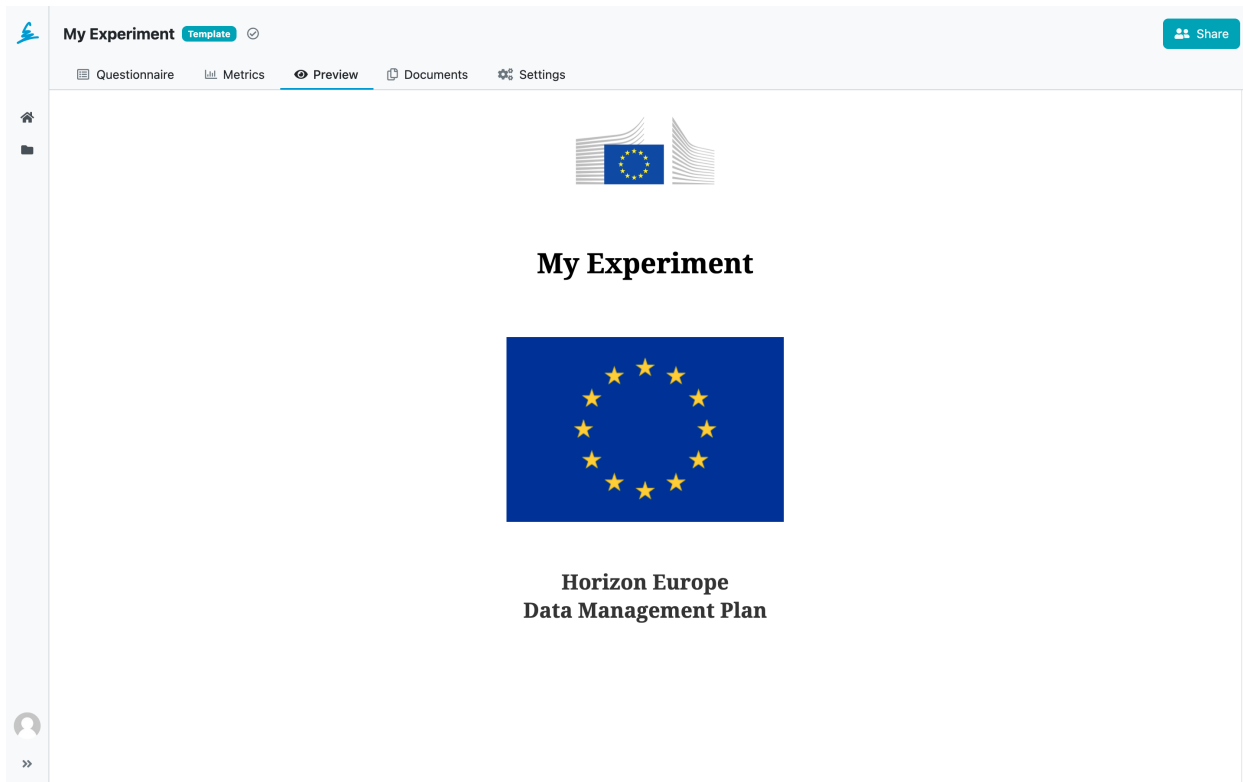 My Experiment Template
Share
Questionnaire Metrics Preview Documents Settings
My Experiment
Horizon Europe
Data Management Plan